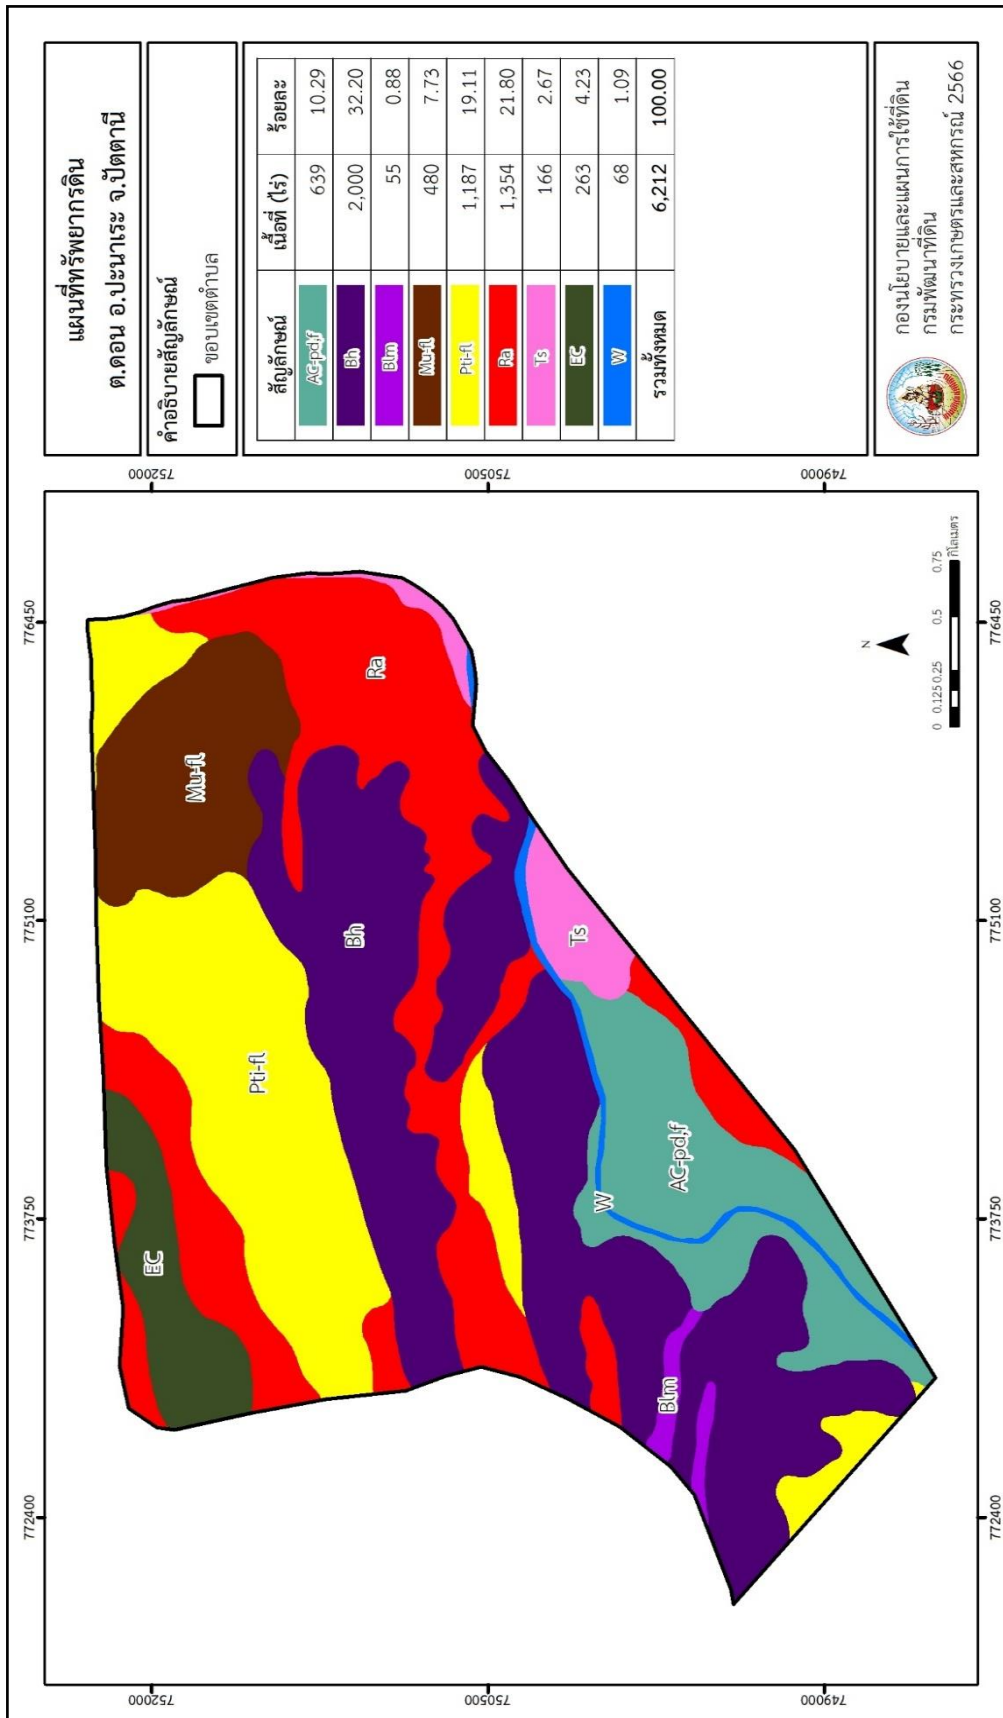 แผนที่ทรัพยากรดิน
ต.ดอน อ.ปะนาเระ จ.ปัตตานี
คำอธิบายสัญลักษณ์
ขอบเขตตำบล
สัญลักษณ์ เนื้อที่ (ไร่) ร้อยละ
AC-pd,f 639 10.29
Bh 2,000 32.20
Blm 55 0.88
Mu-fl 480 7.73
Pti-fl 1,187 19.11
Ra 1,354 21.80
Ts 166 2.67
EC 263 4.23
W 68 1.09
รวมทั้งหมด 6,212 100.00
กองนโยบายและแผนการใช้ที่ดิน
กรมพัฒนาที่ดิน
กระทรวงเกษตรและสหกรณ์ 2566
772400 773750 775100 776450
752000
752000
EC
Mu-fl
Pti-fl
Ra
Bh
750500
750500
Ts
W
Blm
AC-pd,f
749000
749000
N
0 0.125 0.25 0.5 0.75
กิโลเมตร
772400 773750 775100 776450